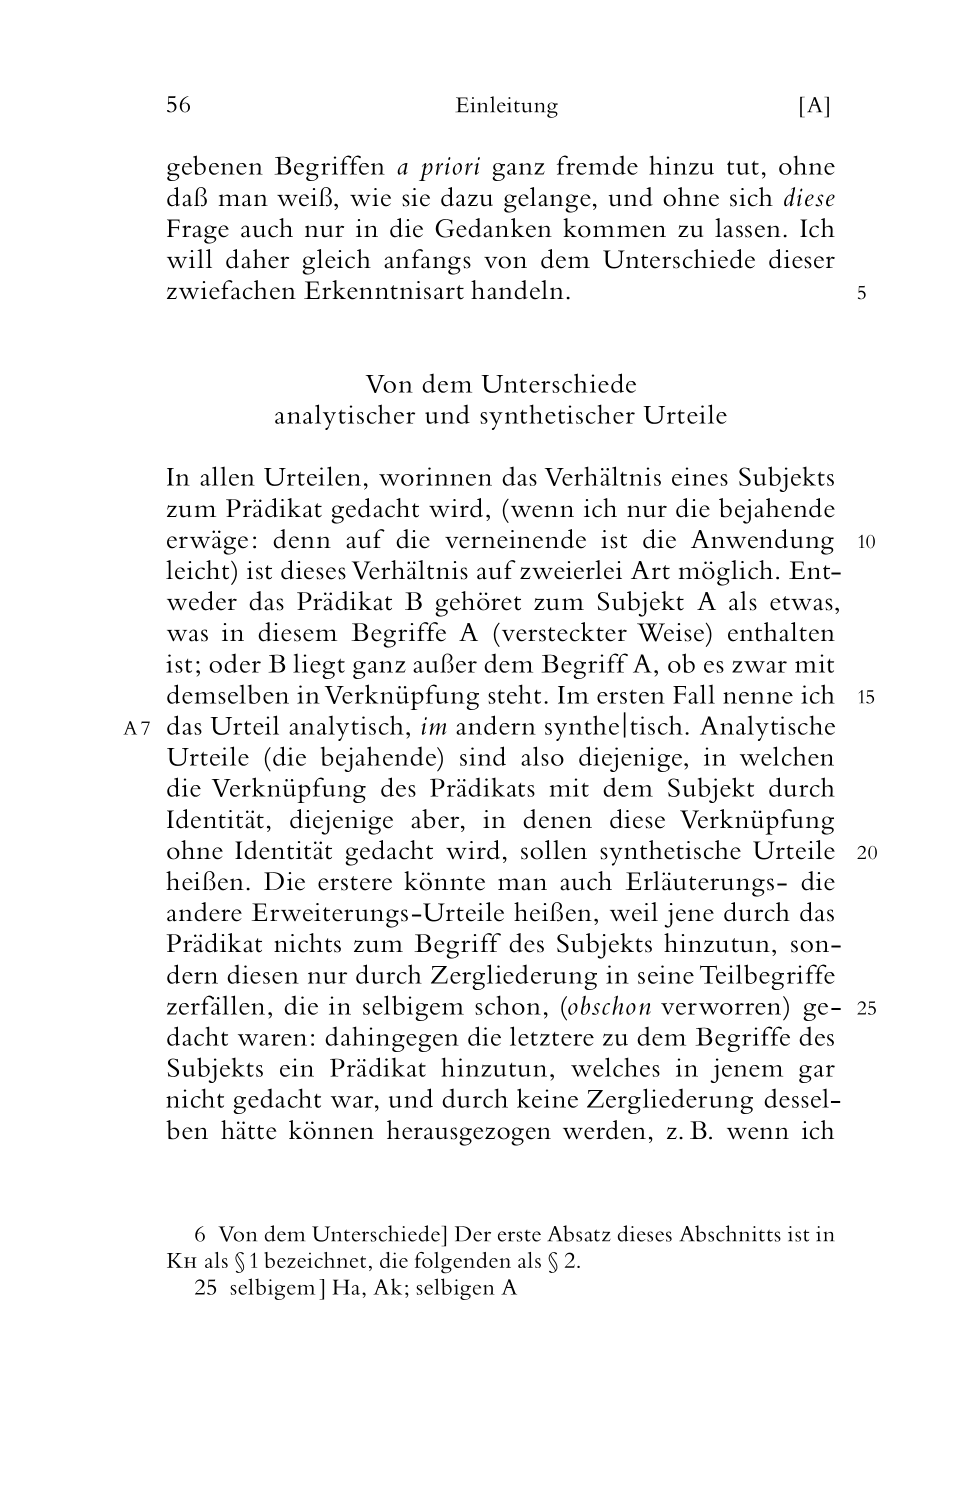 56 Einleitung [A]
gebenen Begriffen a priori ganz fremde hinzu tut, ohne
daß man weiß, wie sie dazu gelange, und ohne sich diese
Frage auch nur in die Gedanken kommen zu lassen. Ich
will daher gleich anfangs von dem Unterschiede dieser
zwiefachen Erkenntnisart handeln. 5
Von dem Unterschiede
analytischer und synthetischer Urteile
In allen Urteilen, worinnen das Verhältnis eines Subjekts
zum Prädikat gedacht wird, (wenn ich nur die bejahende
erwäge: denn auf die verneinende ist die Anwendung 10
leicht) ist dieses Verhältnis auf zweierlei Art möglich. Ent-
weder das Prädikat B gehöret zum Subjekt A als etwas,
was in diesem Begriffe A (versteckter Weise) enthalten
ist; oder B liegt ganz außer dem Begriff A, ob es zwar mit
demselben in Verknüpfung steht. Im ersten Fall nenne ich 15
A 7 das Urteil analytisch, im andern synthe|tisch. Analytische
Urteile (die bejahende) sind also diejenige, in welchen
die Verknüpfung des Prädikats mit dem Subjekt durch
Identität, diejenige aber, in denen diese Verknüpfung
ohne Identität gedacht wird, sollen synthetische Urteile 20
heißen. Die erstere könnte man auch Erläuterungs- die
andere Erweiterungs-Urteile heißen, weil jene durch das
Prädikat nichts zum Begriff des Subjekts hinzutun, son-
dern diesen nur durch Zergliederung in seine Teilbegriffe
zerfällen, die in selbigem schon, (obschon verworren) ge- 25
dacht waren: dahingegen die letztere zu dem Begriffe des
Subjekts ein Prädikat hinzutun, welches in jenem gar
nicht gedacht war, und durch keine Zergliederung dessel-
ben hätte können herausgezogen werden, z. B. wenn ich
6 Von dem Unterschiede] Der erste Absatz dieses Abschnitts ist in
KH als § 1 bezeichnet, die folgenden als § 2.
25 selbigem] Ha, Ak; selbigen A